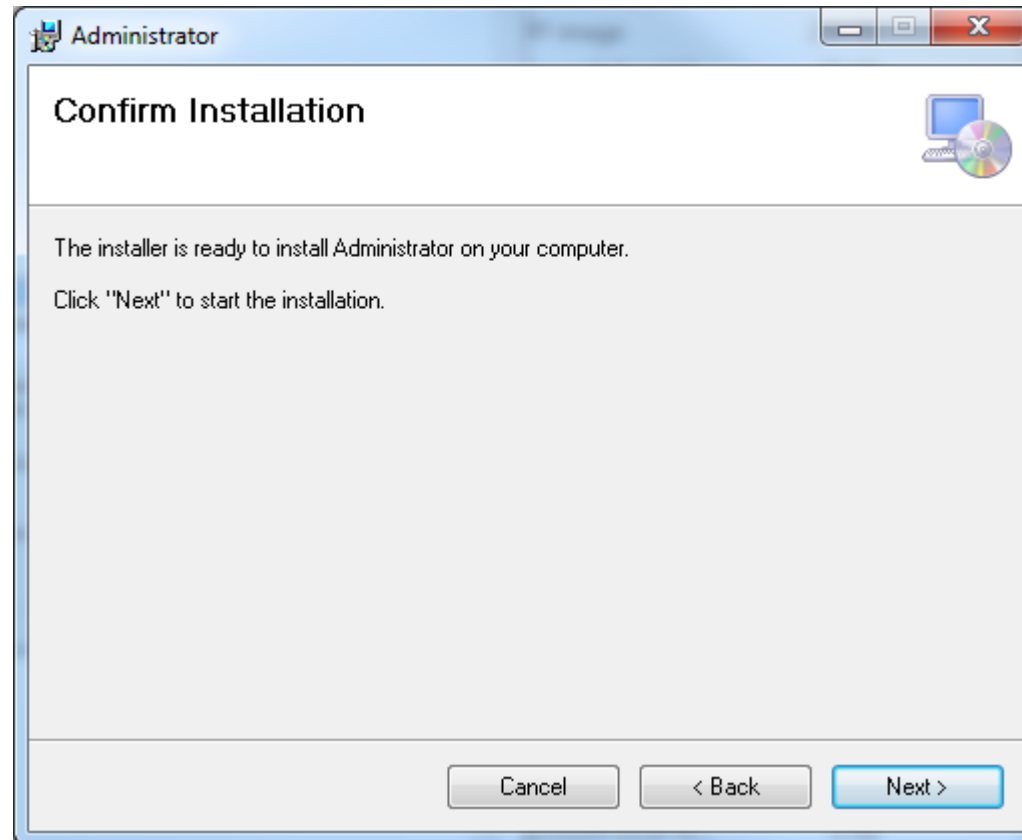 Administrator
Confirm Installation
The installer is ready to install Administrator on your computer.
Click "Next" to start the installation.
Cancel
< Back
Next >